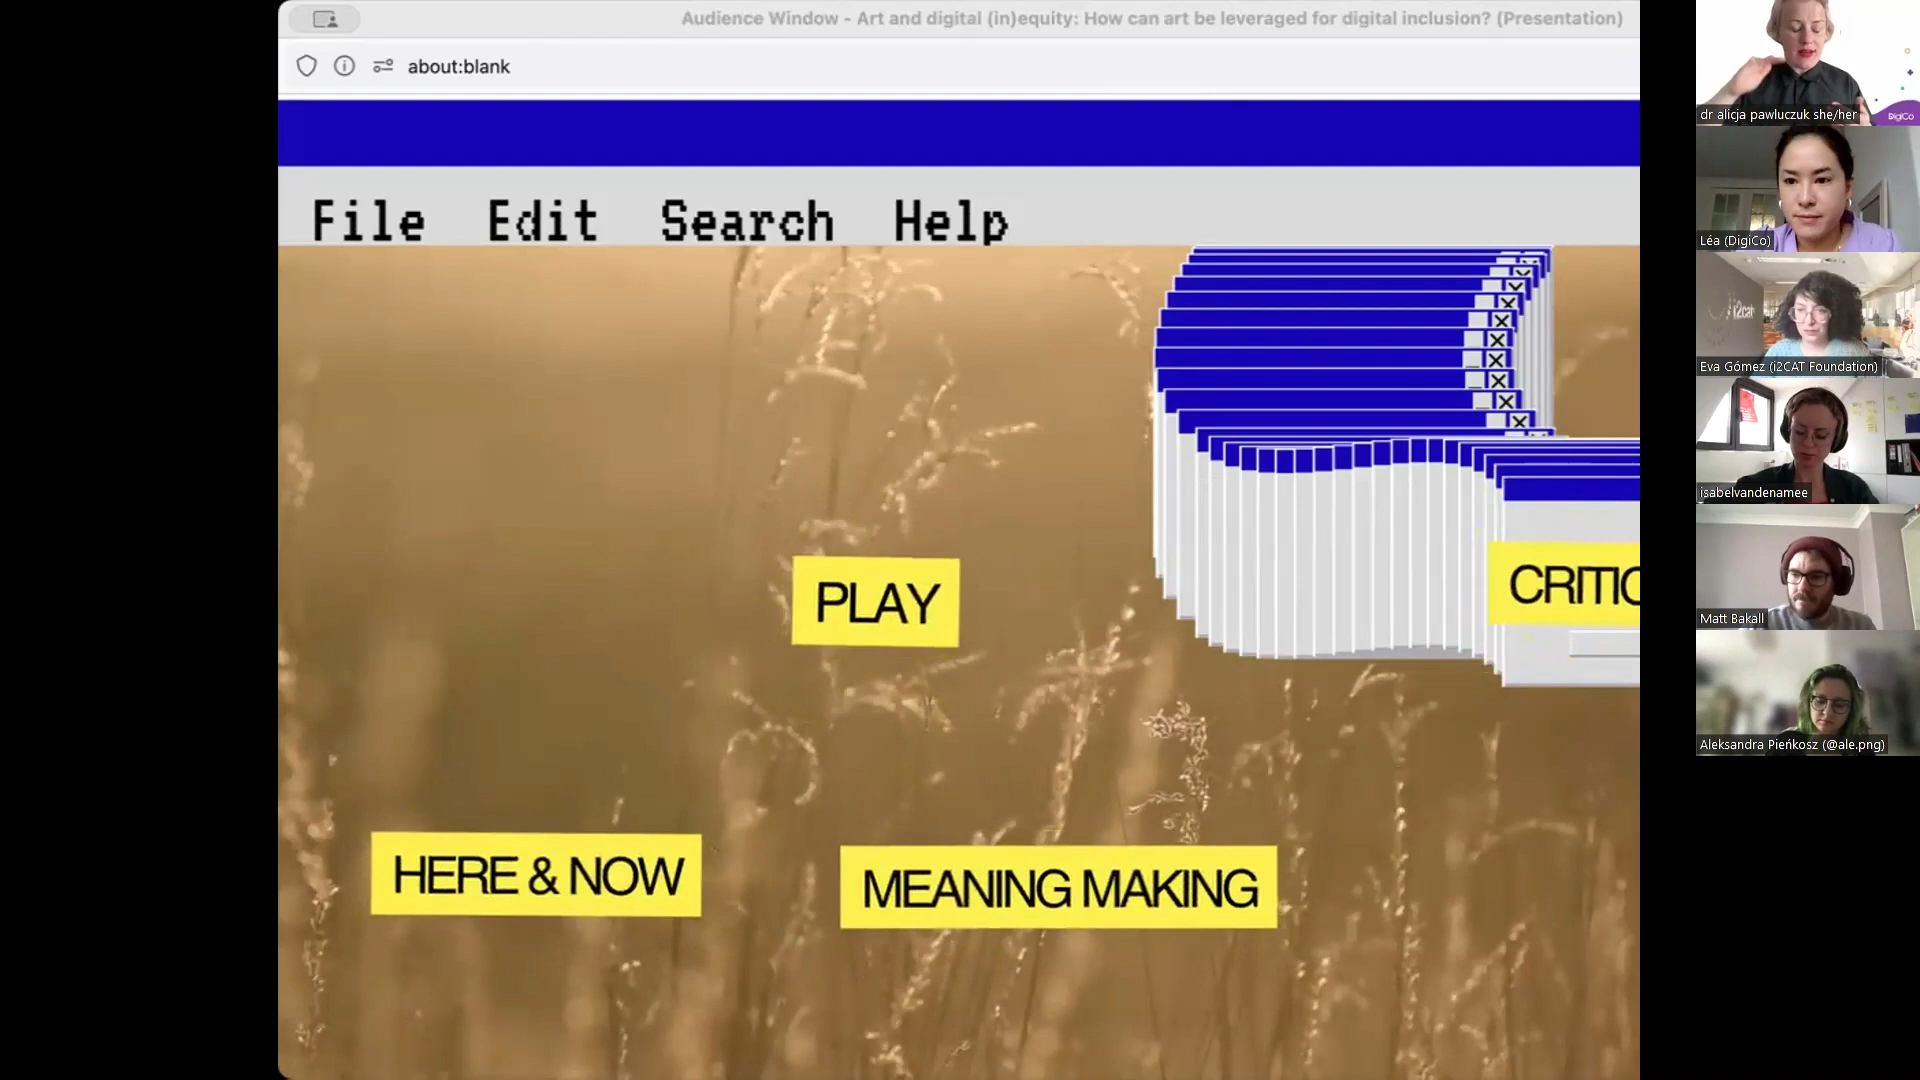 Audience Window - Art and digital (in)equity: How can art be leveraged for digital inclusion? (Presentation)
about:blank
File Edit Search Help
PLAY
CRITIC
HERE & NOW
MEANING MAKING
dr alicja pawluczuk she/her
DigiCo
Léa (DigiCo)
i2cat
Eva Gómez (i2CAT Foundation)
isabelvandenamee
Matt Bakall
Aleksandra Pieńkosz (@ale.png)